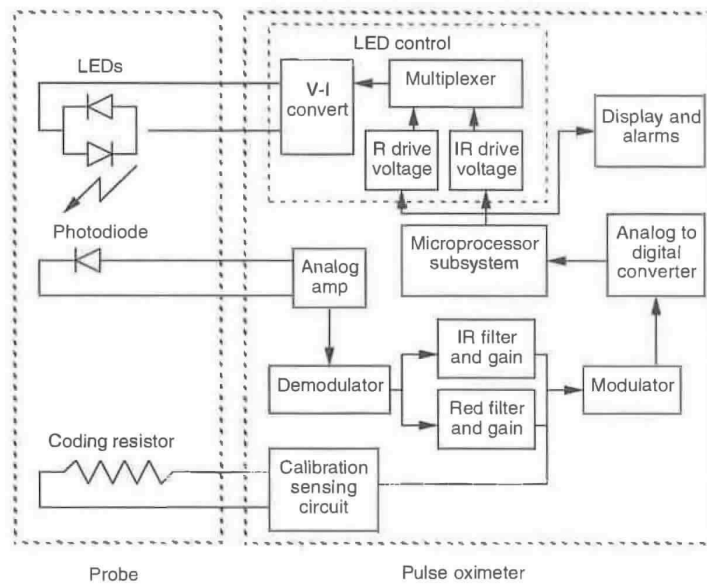 LED control
LEDs
V-I
convert
Multiplexer
R drive
voltage
IR drive
voltage
Display and
alarms
Photodiode
Analog
amp
Microprocessor
subsystem
Analog to
digital
converter
IR filter
and gain
Demodulator
Red filter
and gain
Modulator
Coding resistor
Calibration
sensing
circuit
Probe
Pulse oximeter